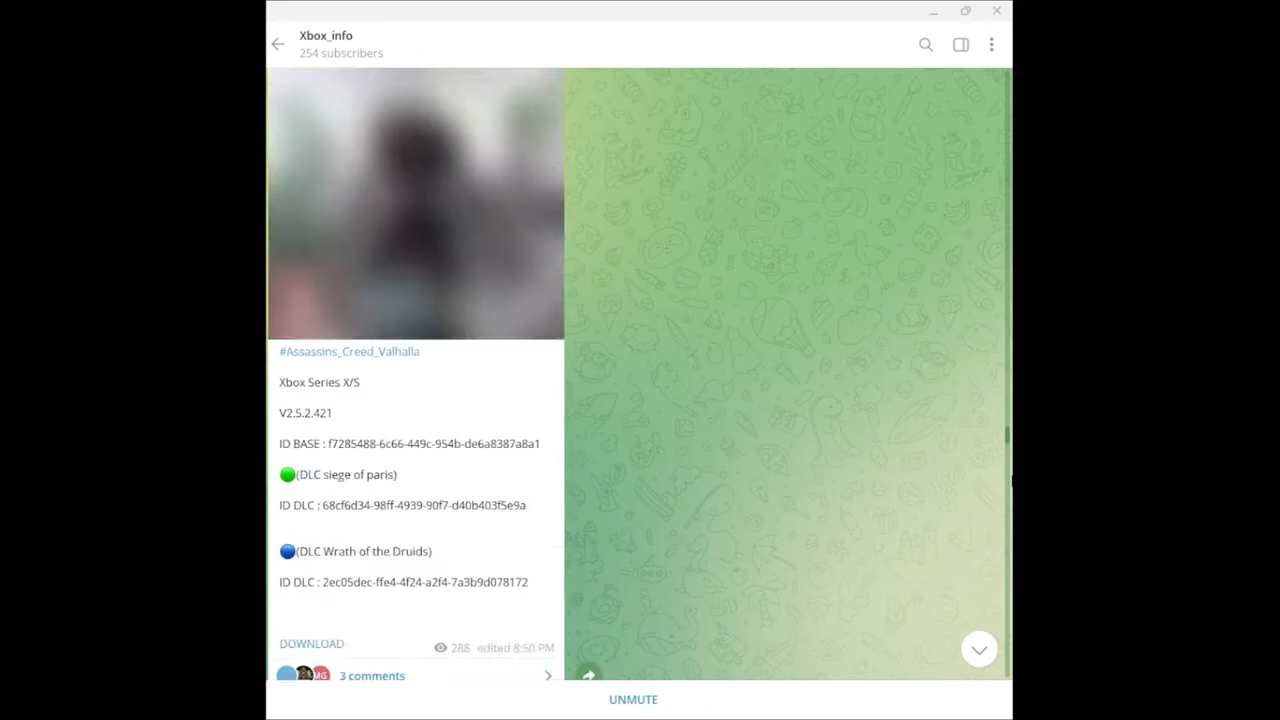 Xbox_info
254 subscribers
#Assassins_Creed_Valhalla
Xbox Series X/S
V2.5.2.421
ID BASE : f7285488-6c66-449c-954b-de6a8387a8a1
(DLC siege of paris)
ID DLC : 68cf6d34-98ff-4939-90f7-d40b403f5e9a
(DLC Wrath of the Druids)
ID DLC : 2ec05dec-ffe4-4f24-a2f4-7a3b9d078172
DOWNLOAD
288 edited 8:50 PM
MG
3 comments
UNMUTE